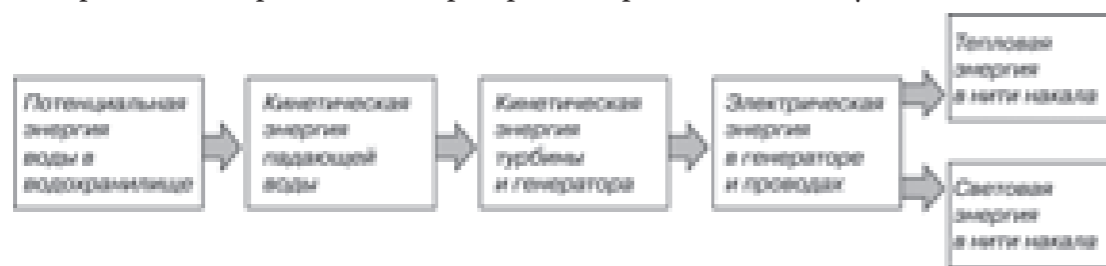 Потенциальная
энергия
воды в
водохранилище
Кинетическая
энергия
падающей
воды
Кинетическая
энергия
турбины
и генератора
Электрическая
энергия
в генераторе
и проводах
Тепловая
энергия
в нити накала
Световая
энергия
в нити накала